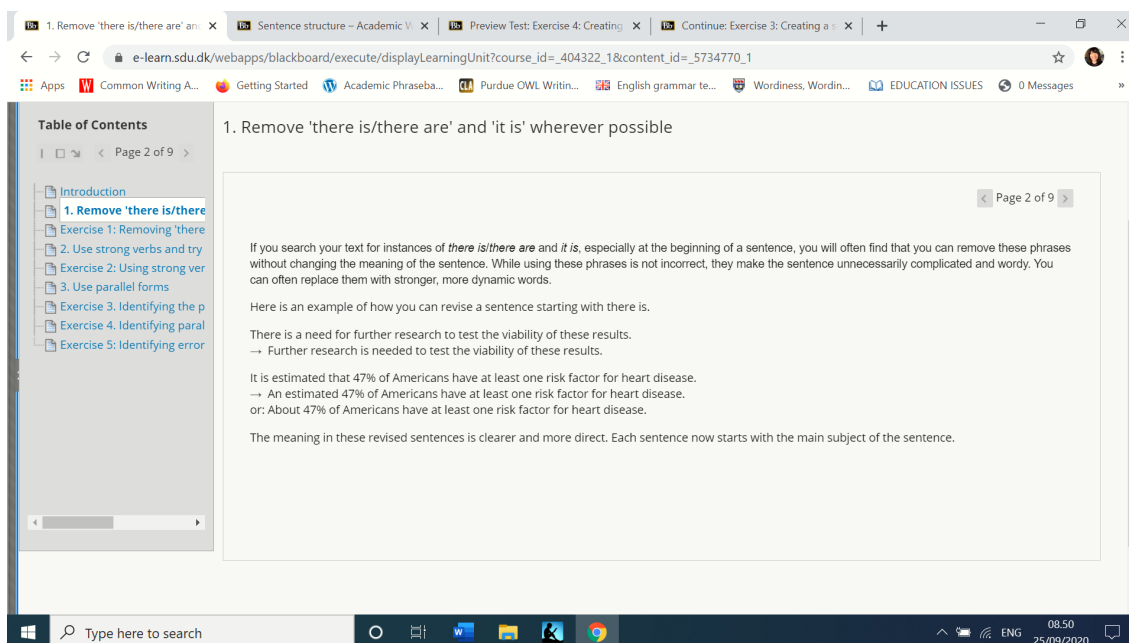 1. Remove 'there is/there are' and
Sentence structure – Academic W
Preview Test: Exercise 4: Creating
Continue: Exercise 3: Creating a s
e-learn.sdu.dk/webapps/blackboard/execute/displayLearningUnit?course_id=_404322_1&content_id=_5734770_1
Apps Common Writing A... Getting Started Academic Phraseba... Purdue OWL Writin... English grammar te... Wordiness, Wordin... EDUCATION ISSUES 0 Messages »
Table of Contents
Page 2 of 9
Introduction
1. Remove 'there is/there
Exercise 1: Removing 'there
2. Use strong verbs and try
Exercise 2: Using strong ver
3. Use parallel forms
Exercise 3. Identifying the p
Exercise 4. Identifying paral
Exercise 5: Identifying error
1. Remove 'there is/there are' and 'it is' wherever possible
Page 2 of 9
If you search your text for instances of there is/there are and it is, especially at the beginning of a sentence, you will often find that you can remove these phrases
without changing the meaning of the sentence. While using these phrases is not incorrect, they make the sentence unnecessarily complicated and wordy. You
can often replace them with stronger, more dynamic words.
Here is an example of how you can revise a sentence starting with there is.
There is a need for further research to test the viability of these results.
→ Further research is needed to test the viability of these results.
It is estimated that 47% of Americans have at least one risk factor for heart disease.
→ An estimated 47% of Americans have at least one risk factor for heart disease.
or: About 47% of Americans have at least one risk factor for heart disease.
The meaning in these revised sentences is clearer and more direct. Each sentence now starts with the main subject of the sentence.
Type here to search
ENG
08.50
25/09/2020